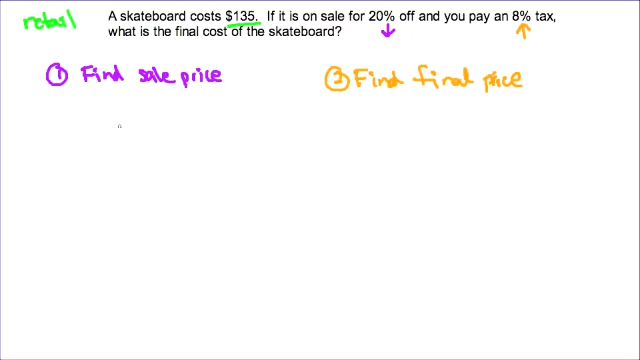 retail
A skateboard costs $135. If it is on sale for 20% off and you pay an 8% tax,
what is the final cost of the skateboard?
① Find sale price
② Find final price